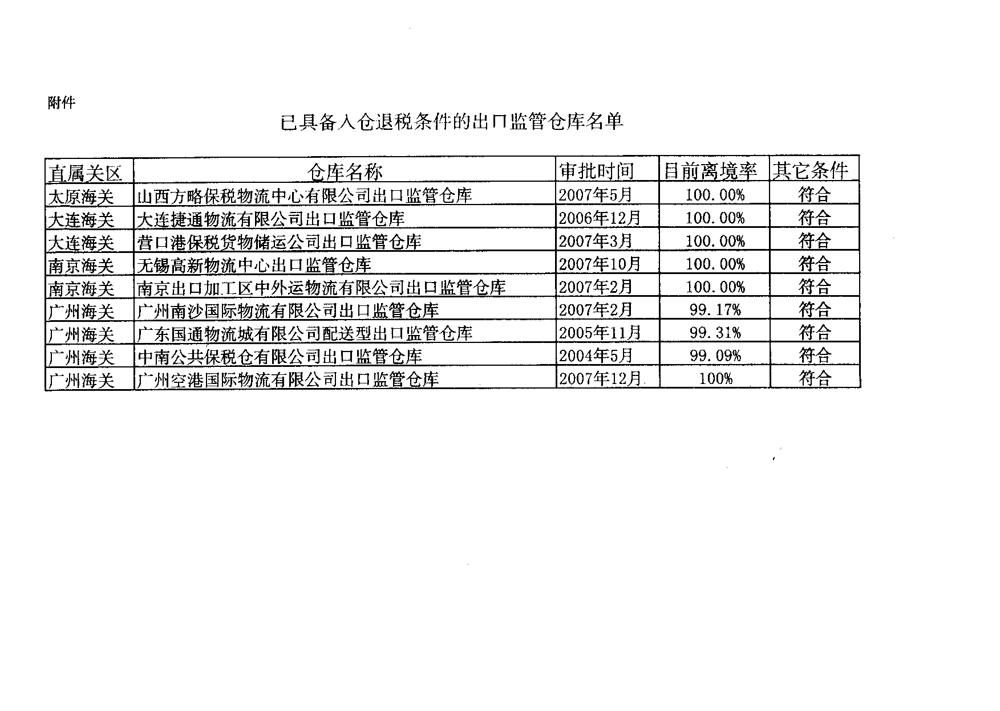 附件
已具备入仓退税条件的出口监管仓库名单
直属关区 仓库名称 审批时间 目前离境率 其它条件
太原海关 山西方略保税物流中心有限公司出口监管仓库 2007年5月 100.00% 符合
大连海关 大连捷通物流有限公司出口监管仓库 2006年12月 100.00% 符合
大连海关 营口港保税货物储运公司出口监管仓库 2007年3月 100.00% 符合
南京海关 无锡高新物流中心出口监管仓库 2007年10月 100.00% 符合
南京海关 南京出口加工区中外运物流有限公司出口监管仓库 2007年2月 100.00% 符合
广州海关 广州南沙国际物流有限公司出口监管仓库 2007年2月 99.17% 符合
广州海关 广东国通物流城有限公司配送型出口监管仓库 2005年11月 99.31% 符合
广州海关 中南公共保税仓有限公司出口监管仓库 2004年5月 99.09% 符合
广州海关 广州空港国际物流有限公司出口监管仓库 2007年12月 100% 符合